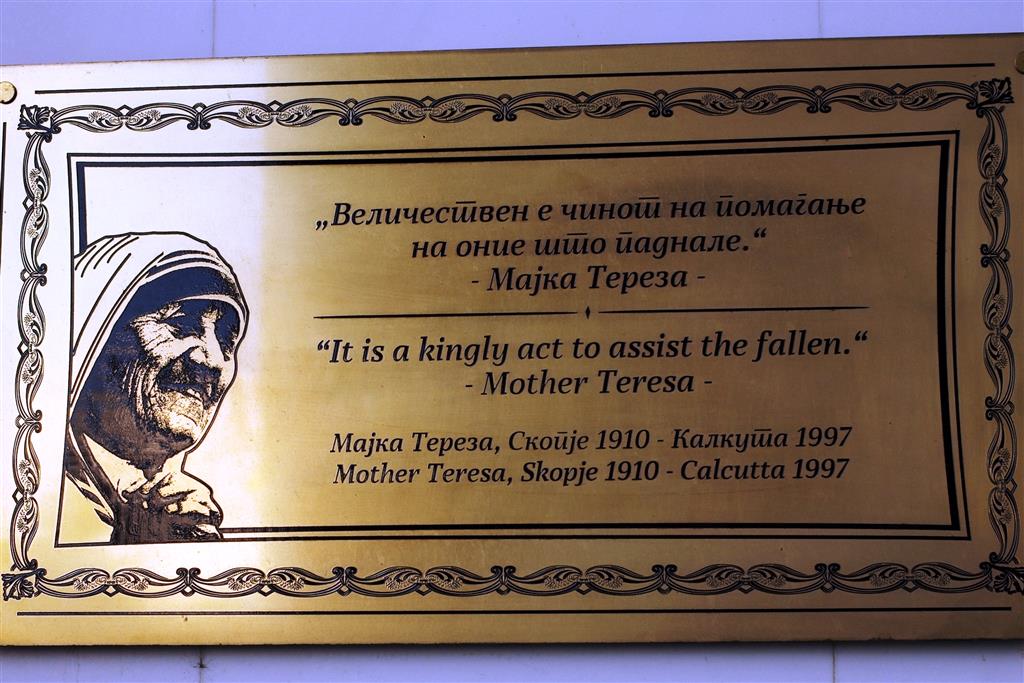 „Величествен е чинот на помагање
на оние што паднале.“
- Мајка Тереза -
“It is a kingly act to assist the fallen.“
- Mother Teresa -
Мајка Тереза, Скопје 1910 - Калкута 1997
Mother Teresa, Skopje 1910 - Calcutta 1997